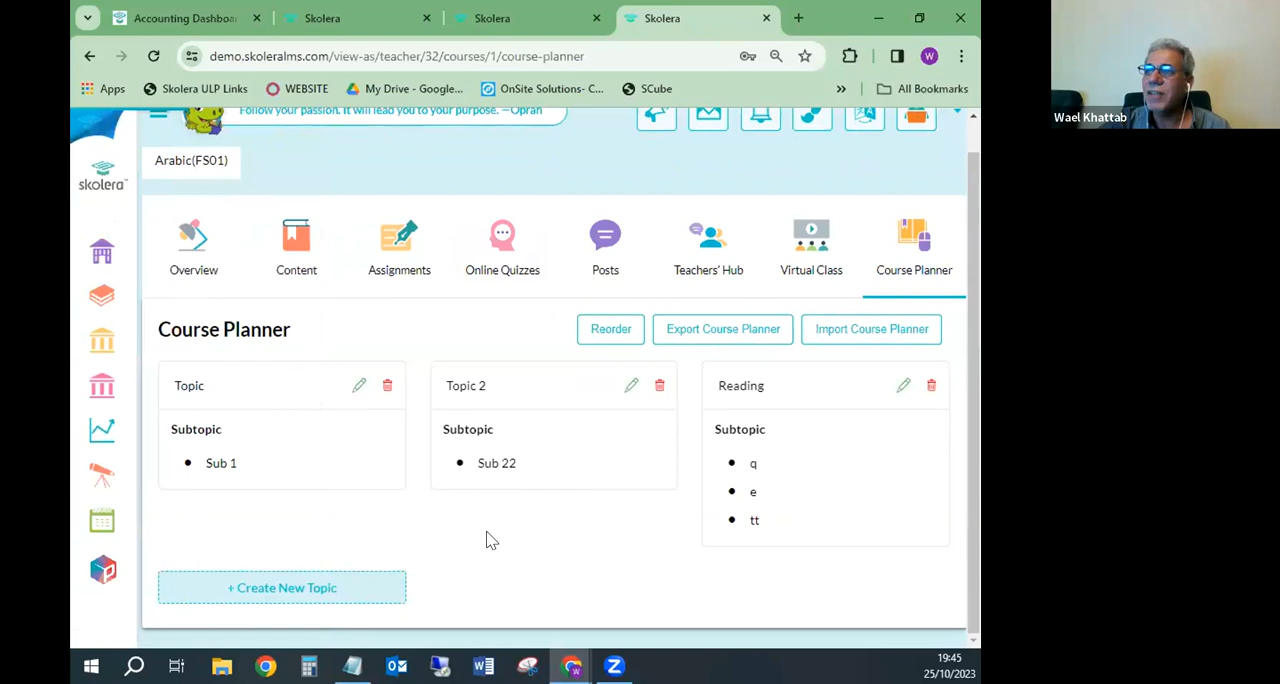 Accounting Dashboar
Skolera
Skolera
Skolera
demo.skoleralms.com/view-as/teacher/32/courses/1/course-planner
Apps
Skolera ULP Links
WEBSITE
My Drive - Google...
OnSite Solutions- C...
SCube
»
All Bookmarks
W
Follow your passion. It will lead you to your purpose. —Oprah
Arabic(FS01)
skolera
Overview
Content
Assignments
Online Quizzes
Posts
Teachers' Hub
Virtual Class
Course Planner
Course Planner
Reorder
Export Course Planner
Import Course Planner
Topic
Subtopic
Sub 1
Topic 2
Subtopic
Sub 22
Reading
Subtopic
q
e
tt
+ Create New Topic
19:45
25/10/2023
Wael Khattab